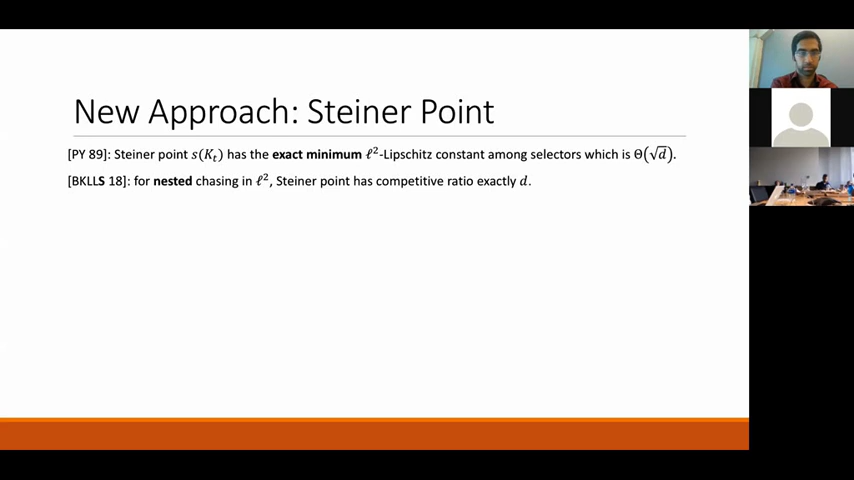 New Approach: Steiner Point
[PY 89]: Steiner point s(Kₜ) has the exact minimum ℓ²-Lipschitz constant among selectors which is Θ(√d).
[BKLLS 18]: for nested chasing in ℓ², Steiner point has competitive ratio exactly d.